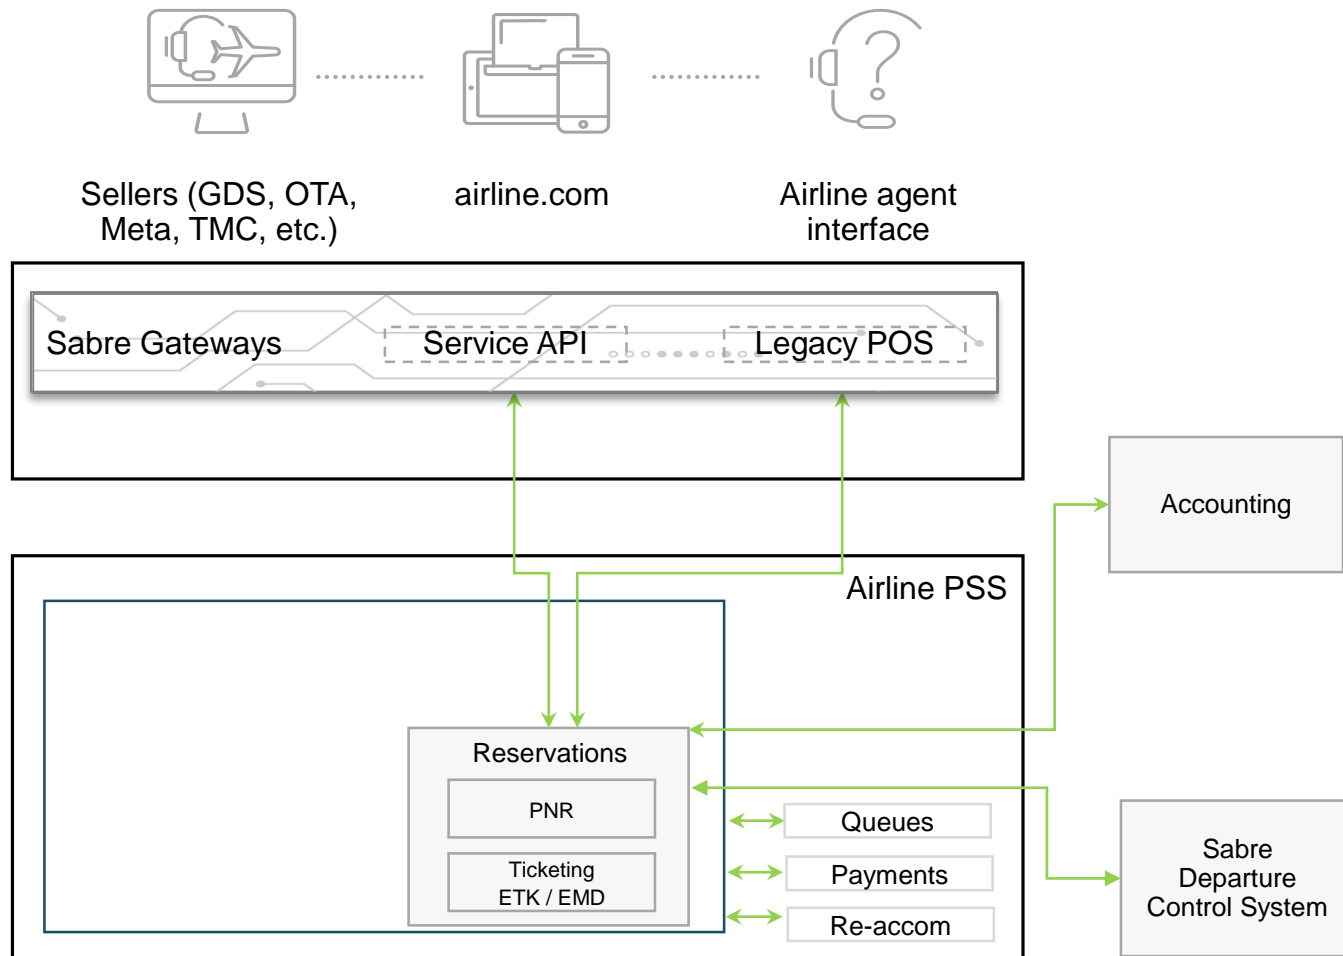 Sellers (GDS, OTA,
Meta, TMC, etc.)
airline.com
Airline agent
interface
Sabre Gateways
Service API
Legacy POS
Accounting
Airline PSS
Reservations
PNR
Ticketing
ETK / EMD
Queues
Payments
Re-accom
Sabre
Departure
Control System